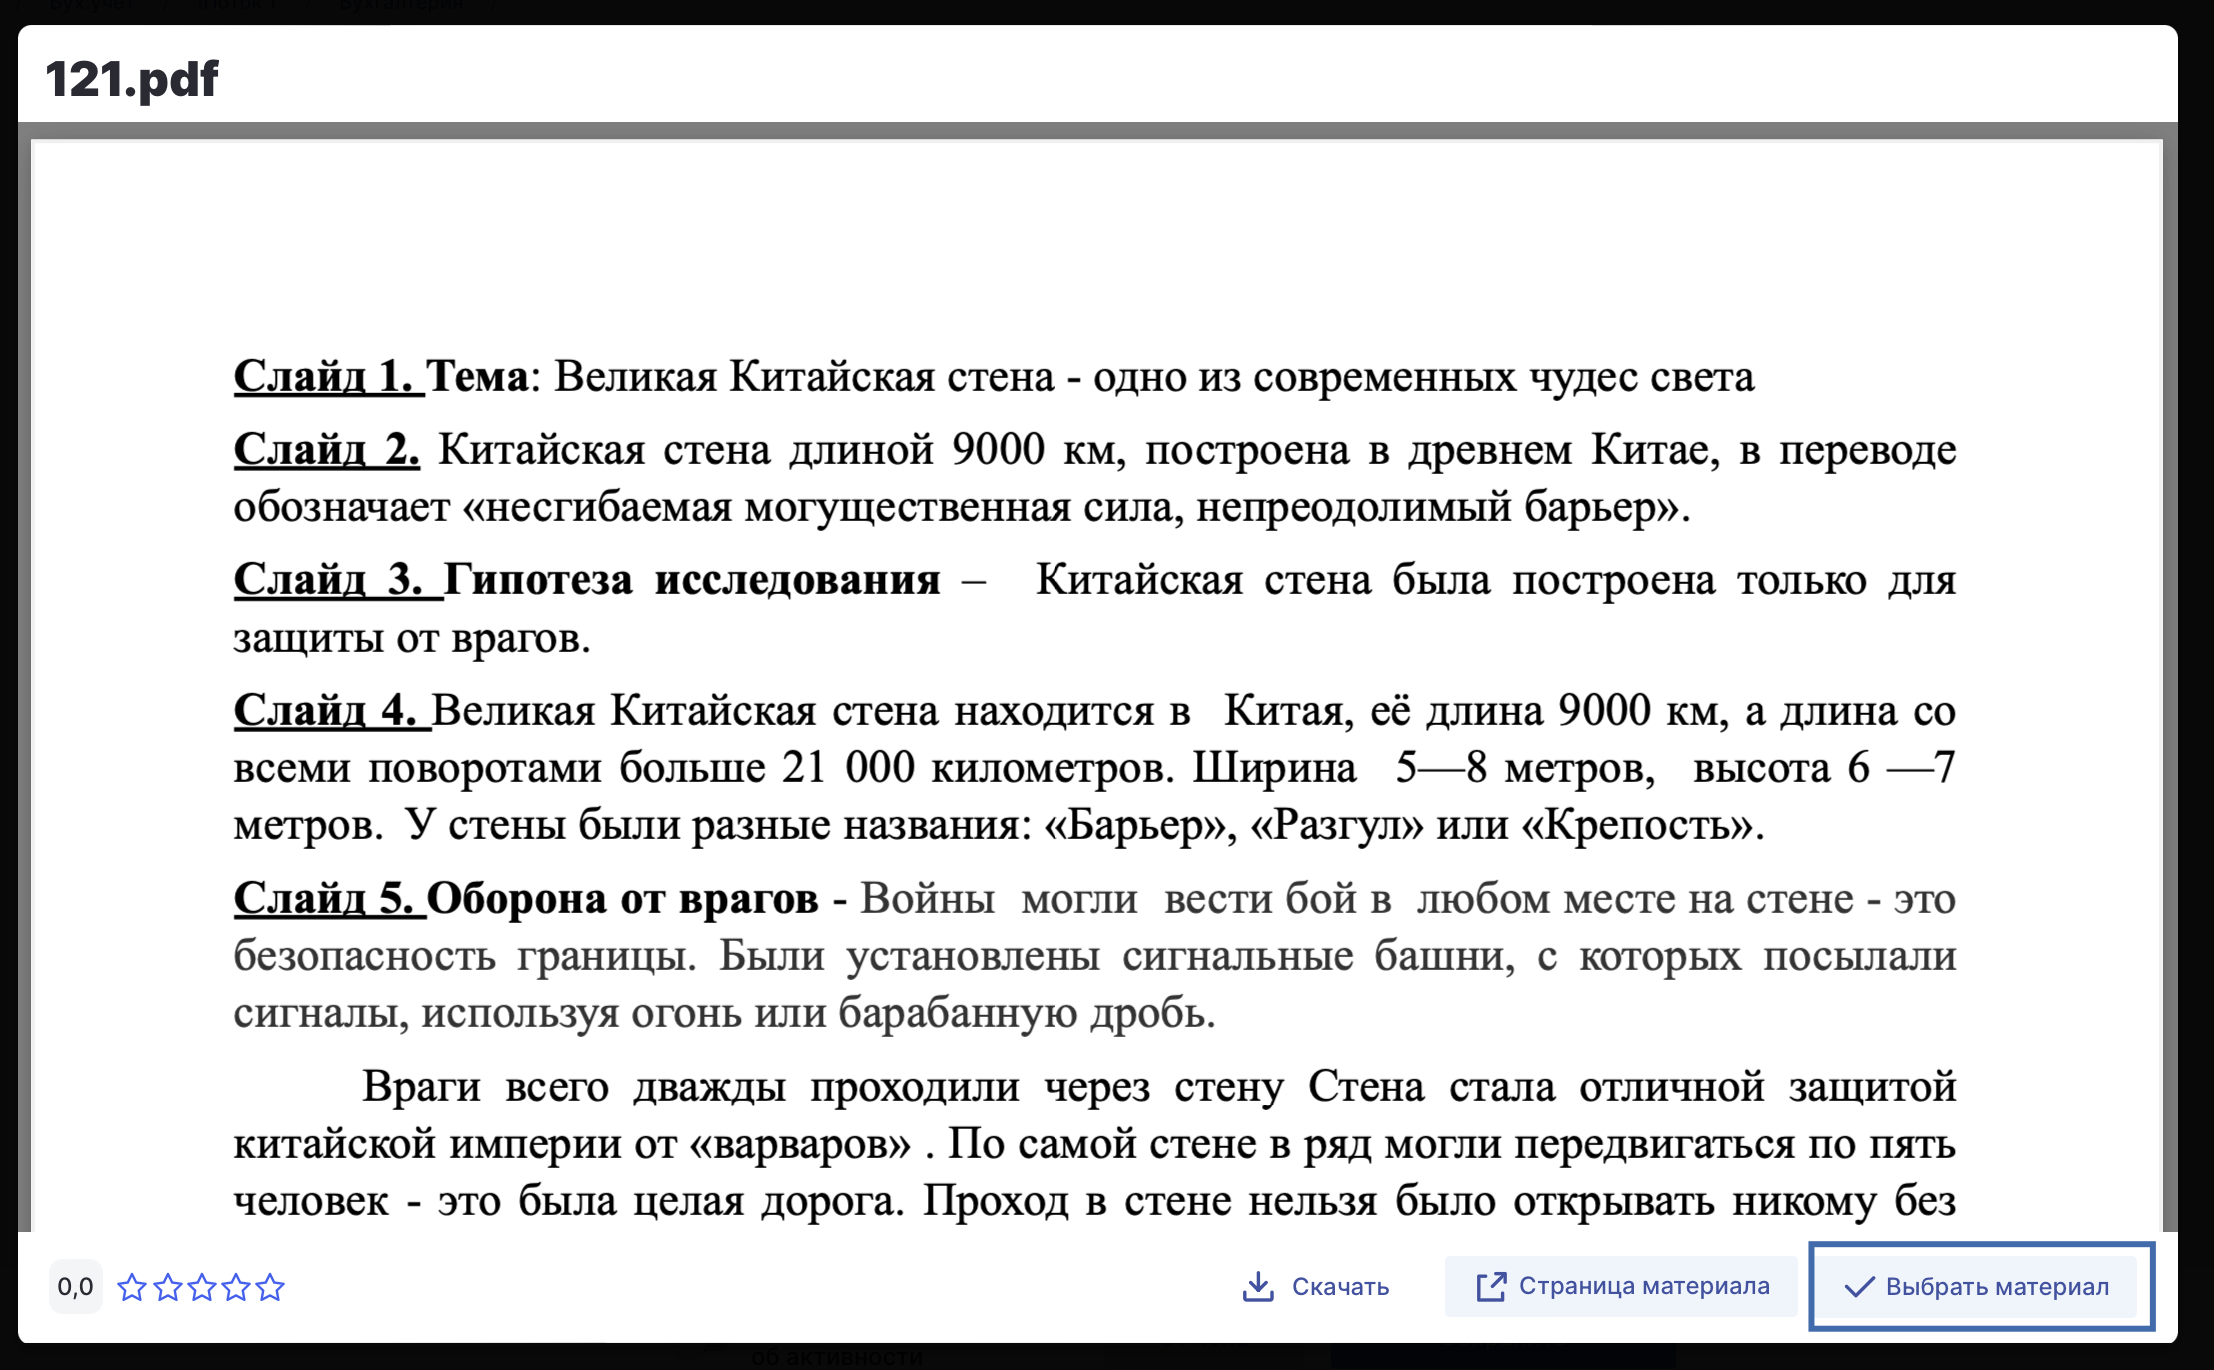 121.pdf
Слайд 1. Тема: Великая Китайская стена - одно из современных чудес света
Слайд 2. Китайская стена длиной 9000 км, построена в древнем Китае, в переводе
обозначает «несгибаемая могущественная сила, непреодолимый барьер».
Слайд 3. Гипотеза исследования – Китайская стена была построена только для
защиты от врагов.
Слайд 4. Великая Китайская стена находится в Китая, её длина 9000 км, а длина со
всеми поворотами больше 21 000 километров. Ширина 5—8 метров, высота 6 —7
метров. У стены были разные названия: «Барьер», «Разгул» или «Крепость».
Слайд 5. Оборона от врагов - Войны могли вести бой в любом месте на стене - это
безопасность границы. Были установлены сигнальные башни, с которых посылали
сигналы, используя огонь или барабанную дробь.
Враги всего дважды проходили через стену Стена стала отличной защитой
китайской империи от «варваров» . По самой стене в ряд могли передвигаться по пять
человек - это была целая дорога. Проход в стене нельзя было открывать никому без
0,0 Скачать Страница материала Выбрать материал
об активности